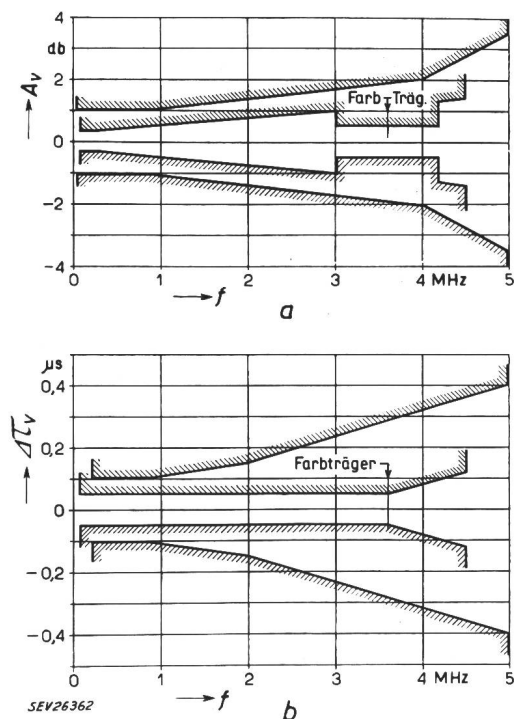 4
db
A_v
2
Farb-Träg.
0
-2
-4
0 1 2 3 4 MHz 5
f
a
μs
0,4
Δτ_v
0,2
Farbträger
0
-0,2
-0,4
0 1 2 3 4 MHz 5
f
b
SEV26362